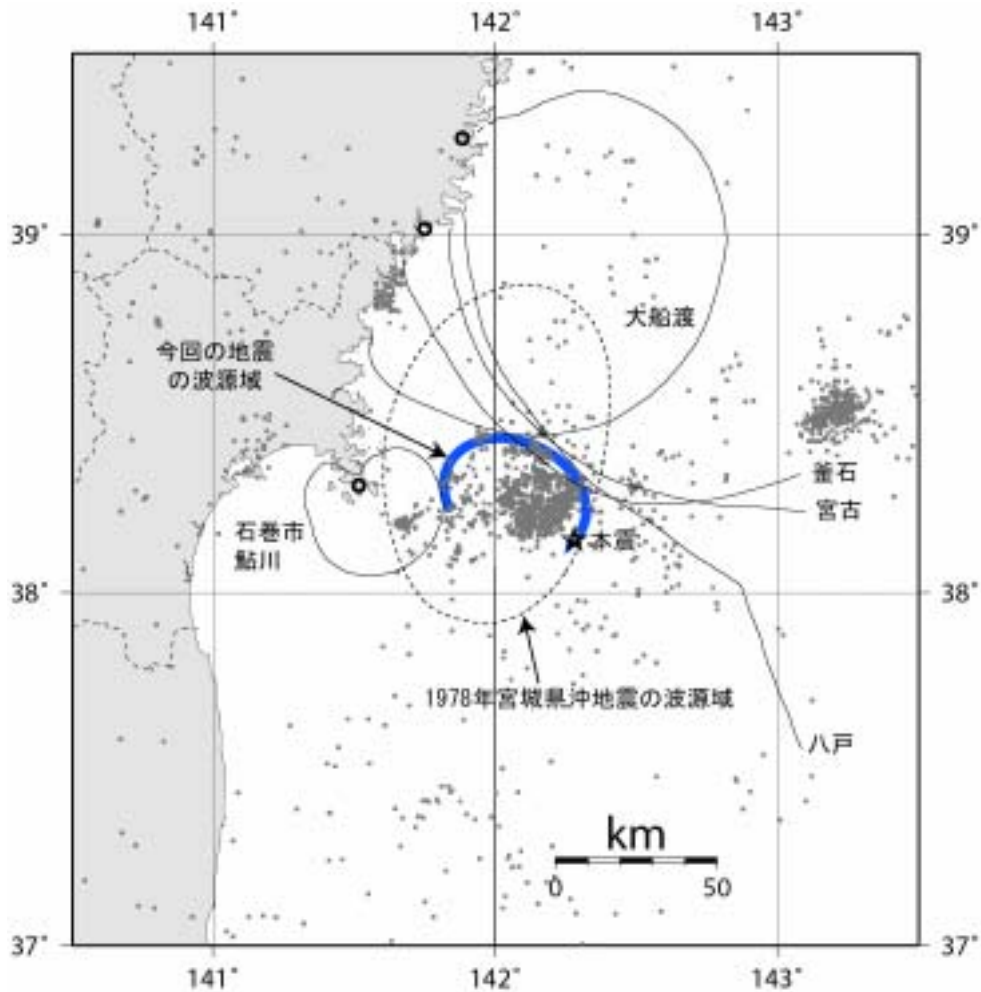 141° 142° 143°
39° 39°
大船渡
今回の地震
の波源域
釜石
宮古
石巻市
鮎川
本震
38° 38°
1978年宮城県沖地震の波源域
八戸
km
0 50
37° 37°
141° 142° 143°